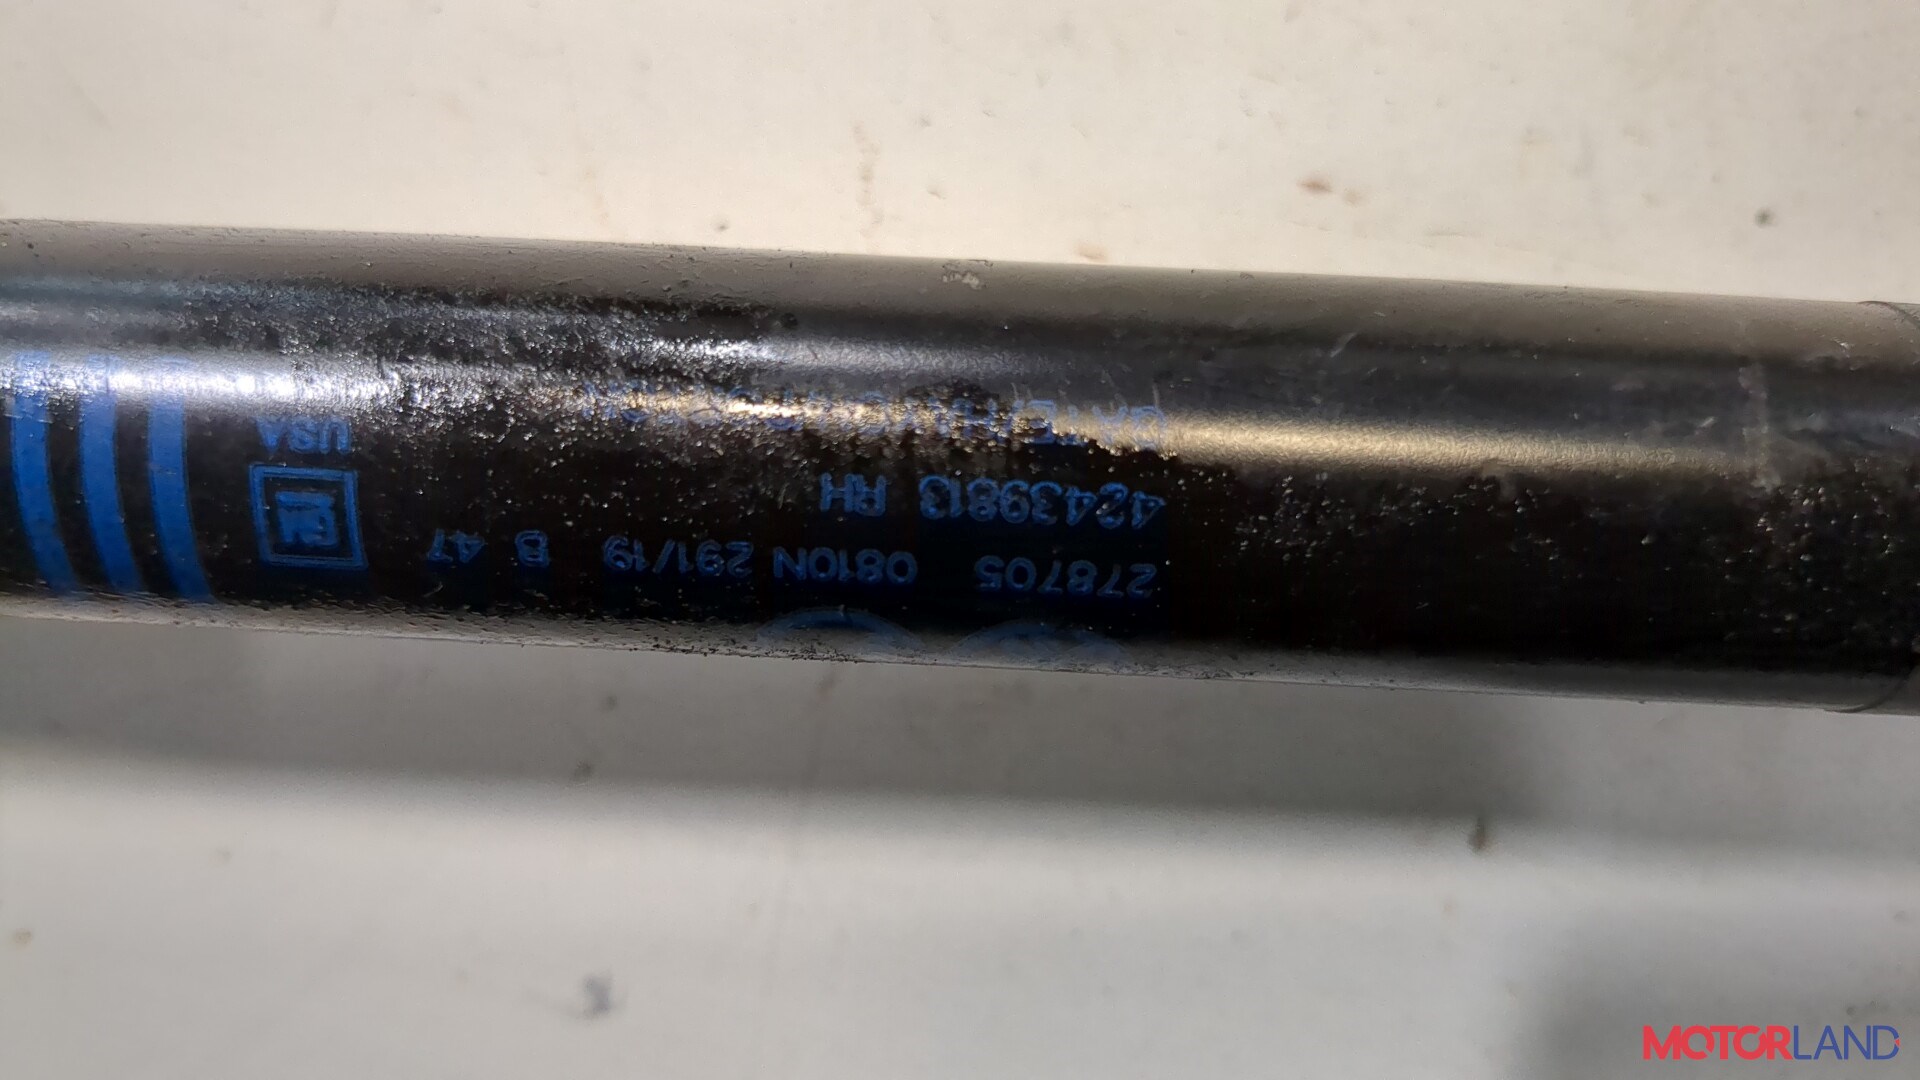 278705 0810N 291/19 B 47
42439813 RH
USA
GM
MOTORLAND